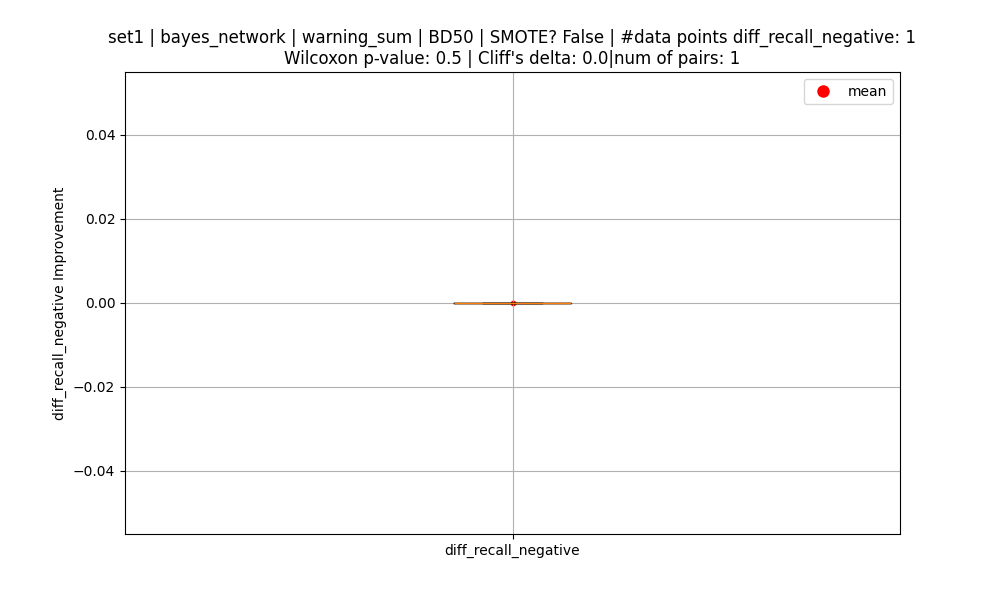 set1 | bayes_network | warning_sum | BD50 | SMOTE? False | #data points diff_recall_negative: 1
Wilcoxon p-value: 0.5 | Cliff's delta: 0.0|num of pairs: 1
mean
0.04
0.02
0.00
−0.02
−0.04
diff_recall_negative Improvement
diff_recall_negative